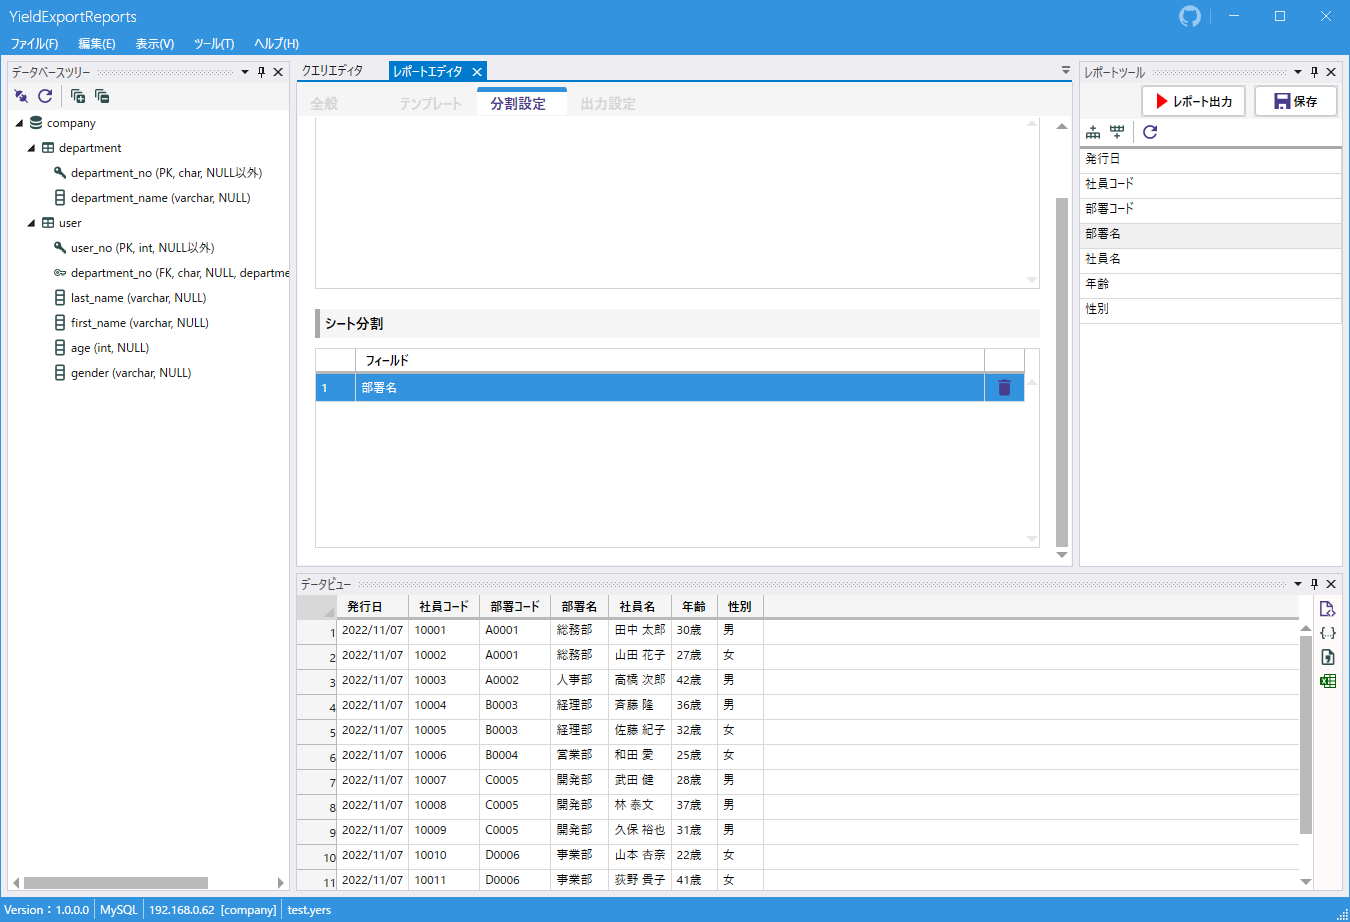 YieldExportReports
ファイル(F) 編集(E) 表示(V) ツール(T) ヘルプ(H)
データベースツリー
company
department
department_no (PK, char, NULL以外)
department_name (varchar, NULL)
user
user_no (PK, int, NULL以外)
department_no (FK, char, NULL, departme
last_name (varchar, NULL)
first_name (varchar, NULL)
age (int, NULL)
gender (varchar, NULL)
クエリエディタ レポートエディタ
全般 テンプレート 分割設定 出力設定
シート分割
フィールド
1 部署名
レポートツール
レポート出力 保存
発行日
社員コード
部署コード
部署名
社員名
年齢
性別
データビュー
発行日 社員コード 部署コード 部署名 社員名 年齢 性別
1 2022/11/07 10001 A0001 総務部 田中 太郎 30歳 男
2 2022/11/07 10002 A0001 総務部 山田 花子 27歳 女
3 2022/11/07 10003 A0002 人事部 高橋 次郎 42歳 男
4 2022/11/07 10004 B0003 経理部 斉藤 隆 36歳 男
5 2022/11/07 10005 B0003 経理部 佐藤 紀子 32歳 女
6 2022/11/07 10006 B0004 営業部 和田 愛 25歳 女
7 2022/11/07 10007 C0005 開発部 武田 健 28歳 男
8 2022/11/07 10008 C0005 開発部 林 泰文 37歳 男
9 2022/11/07 10009 C0005 開発部 久保 裕也 31歳 男
10 2022/11/07 10010 D0006 事業部 山本 杏奈 22歳 女
11 2022/11/07 10011 D0006 事業部 荻野 貴子 41歳 女
Version：1.0.0.0 MySQL 192.168.0.62 [company] test.yers